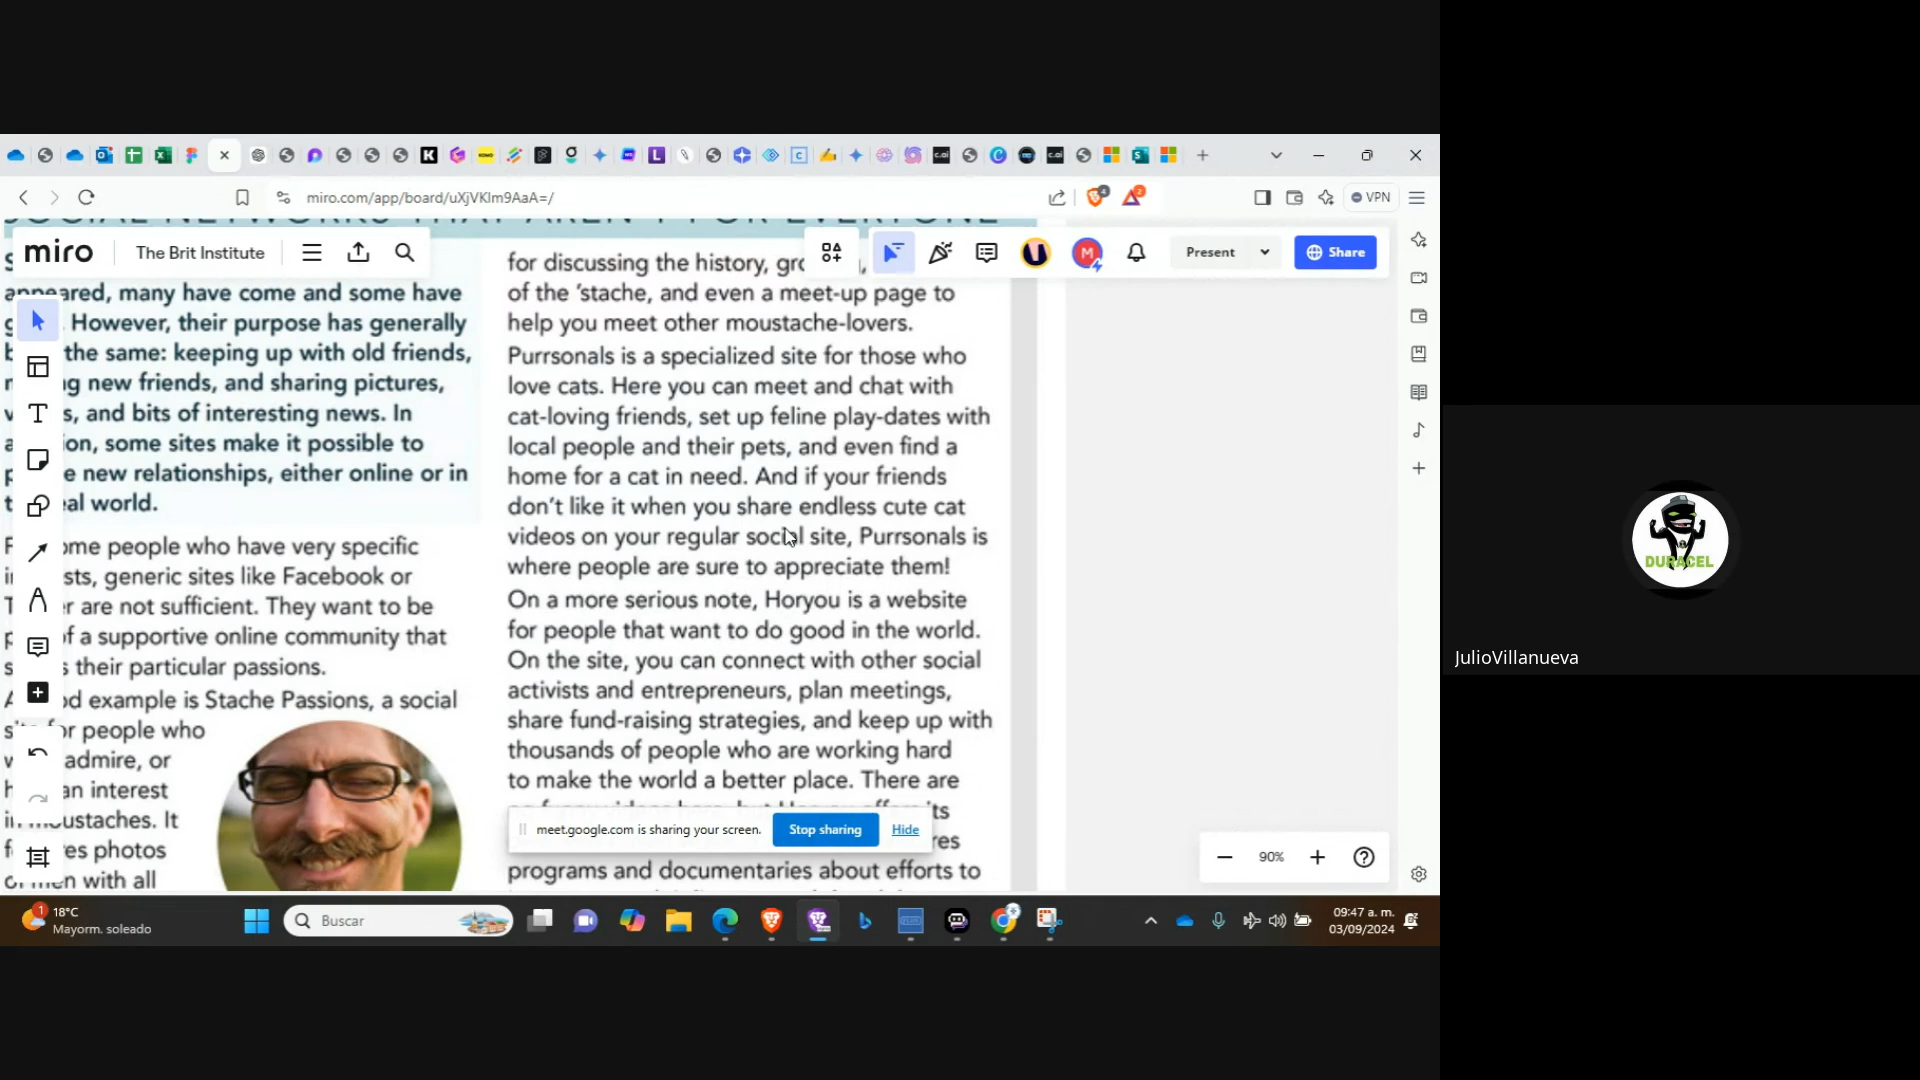 miro.com/app/board/uXjVKlm9AaA=/
VPN
SOCIAL NETWORKS THAT AREN'T FOR EVERYONE
miro
The Brit Institute
Present
Share
appeared, many have come and some have
However, their purpose has generally
the same: keeping up with old friends,
new friends, and sharing pictures,
and bits of interesting news. In
some sites make it possible to
new relationships, either online or in
world.
people who have very specific
generic sites like Facebook or
are not sufficient. They want to be
of a supportive online community that
their particular passions.
example is Stache Passions, a social
for people who
admire, or
an interest
It
photos
with all
for discussing the history,
of the 'stache, and even a meet-up page to
help you meet other moustache-lovers.
Purrsonals is a specialized site for those who
love cats. Here you can meet and chat with
cat-loving friends, set up feline play-dates with
local people and their pets, and even find a
home for a cat in need. And if your friends
don't like it when you share endless cute cat
videos on your regular social site, Purrsonals is
where people are sure to appreciate them!
On a more serious note, Horyou is a website
for people that want to do good in the world.
On the site, you can connect with other social
activists and entrepreneurs, plan meetings,
share fund-raising strategies, and keep up with
thousands of people who are working hard
to make the world a better place. There are
programs and documentaries about efforts to
meet.google.com is sharing your screen.
Stop sharing
Hide
90%
JulioVillanueva
DURACEL
18°C
Mayorm. soleado
Buscar
09:47 a. m.
03/09/2024